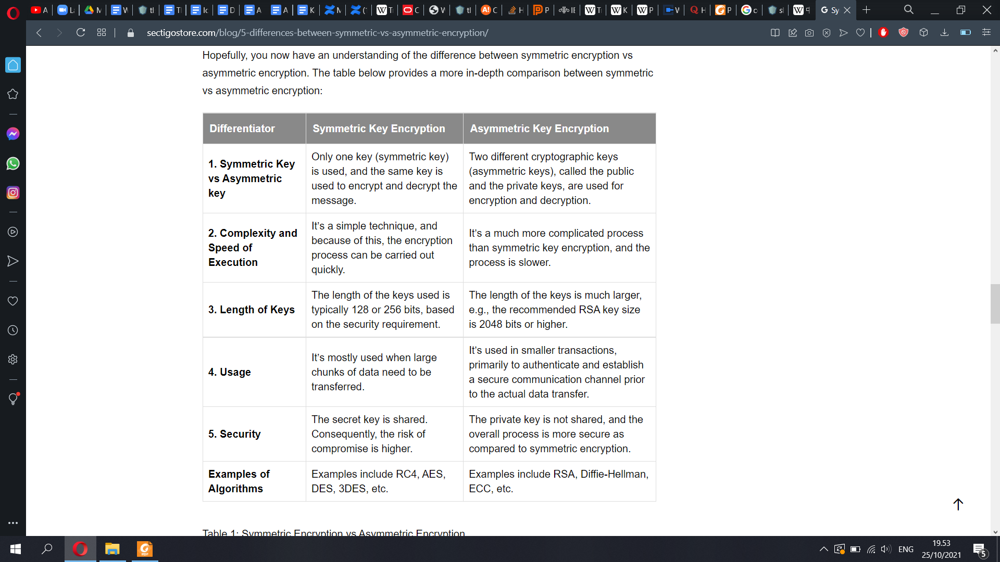 A
La
M
W
tl
TI
Ic
D
A
A
K
M
(
W T
C
V
tl
A! C
H
P
IE
W T
W K
W P
V
Q H
P
G c
sl
W
G Sy
sectigostore.com/blog/5-differences-between-symmetric-vs-asymmetric-encryption/
Hopefully, you now have an understanding of the difference between symmetric encryption vs
asymmetric encryption. The table below provides a more in-depth comparison between symmetric
vs asymmetric encryption:
Differentiator
Symmetric Key Encryption
Asymmetric Key Encryption
1. Symmetric Key
vs Asymmetric
key
Only one key (symmetric key)
is used, and the same key is
used to encrypt and decrypt the
message.
Two different cryptographic keys
(asymmetric keys), called the public
and the private keys, are used for
encryption and decryption.
2. Complexity and
Speed of
Execution
It’s a simple technique, and
because of this, the encryption
process can be carried out
quickly.
It’s a much more complicated process
than symmetric key encryption, and the
process is slower.
3. Length of Keys
The length of the keys used is
typically 128 or 256 bits, based
on the security requirement.
The length of the keys is much larger,
e.g., the recommended RSA key size
is 2048 bits or higher.
4. Usage
It’s mostly used when large
chunks of data need to be
transferred.
It’s used in smaller transactions,
primarily to authenticate and establish
a secure communication channel prior
to the actual data transfer.
5. Security
The secret key is shared.
Consequently, the risk of
compromise is higher.
The private key is not shared, and the
overall process is more secure as
compared to symmetric encryption.
Examples of
Algorithms
Examples include RC4, AES,
DES, 3DES, etc.
Examples include RSA, Diffie-Hellman,
ECC, etc.
Table 1: Symmetric Encryption vs Asymmetric Encryption
PDF
ENG
19.53
25/10/2021
5